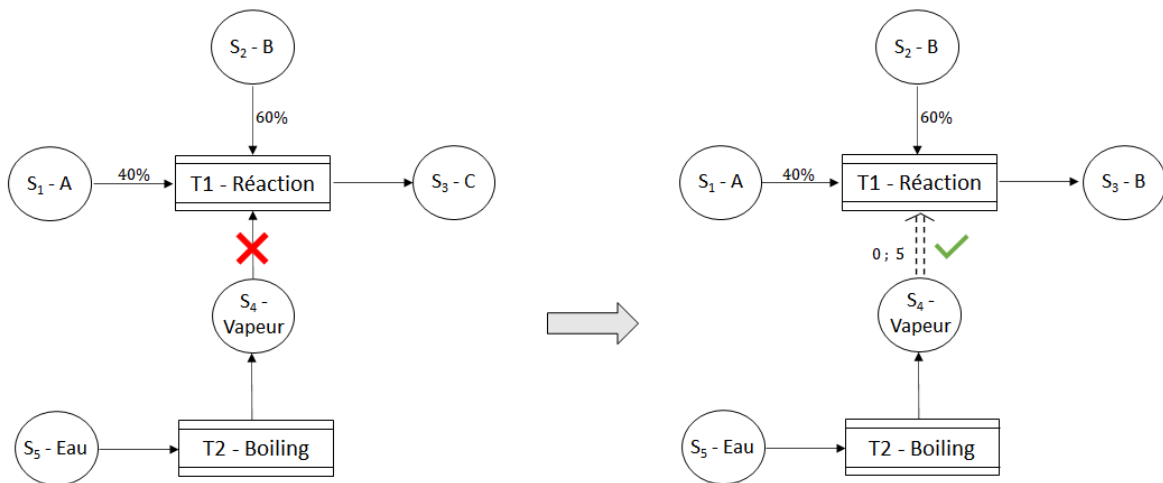 S₂ - B
60%
S₁ - A
40%
T1 - Réaction
S₃ - C
S₄ -
Vapeur
S₅ - Eau
T2 - Boiling
S₂ - B
60%
S₁ - A
40%
T1 - Réaction
S₃ - B
0 ; 5
S₄ -
Vapeur
S₅ - Eau
T2 - Boiling